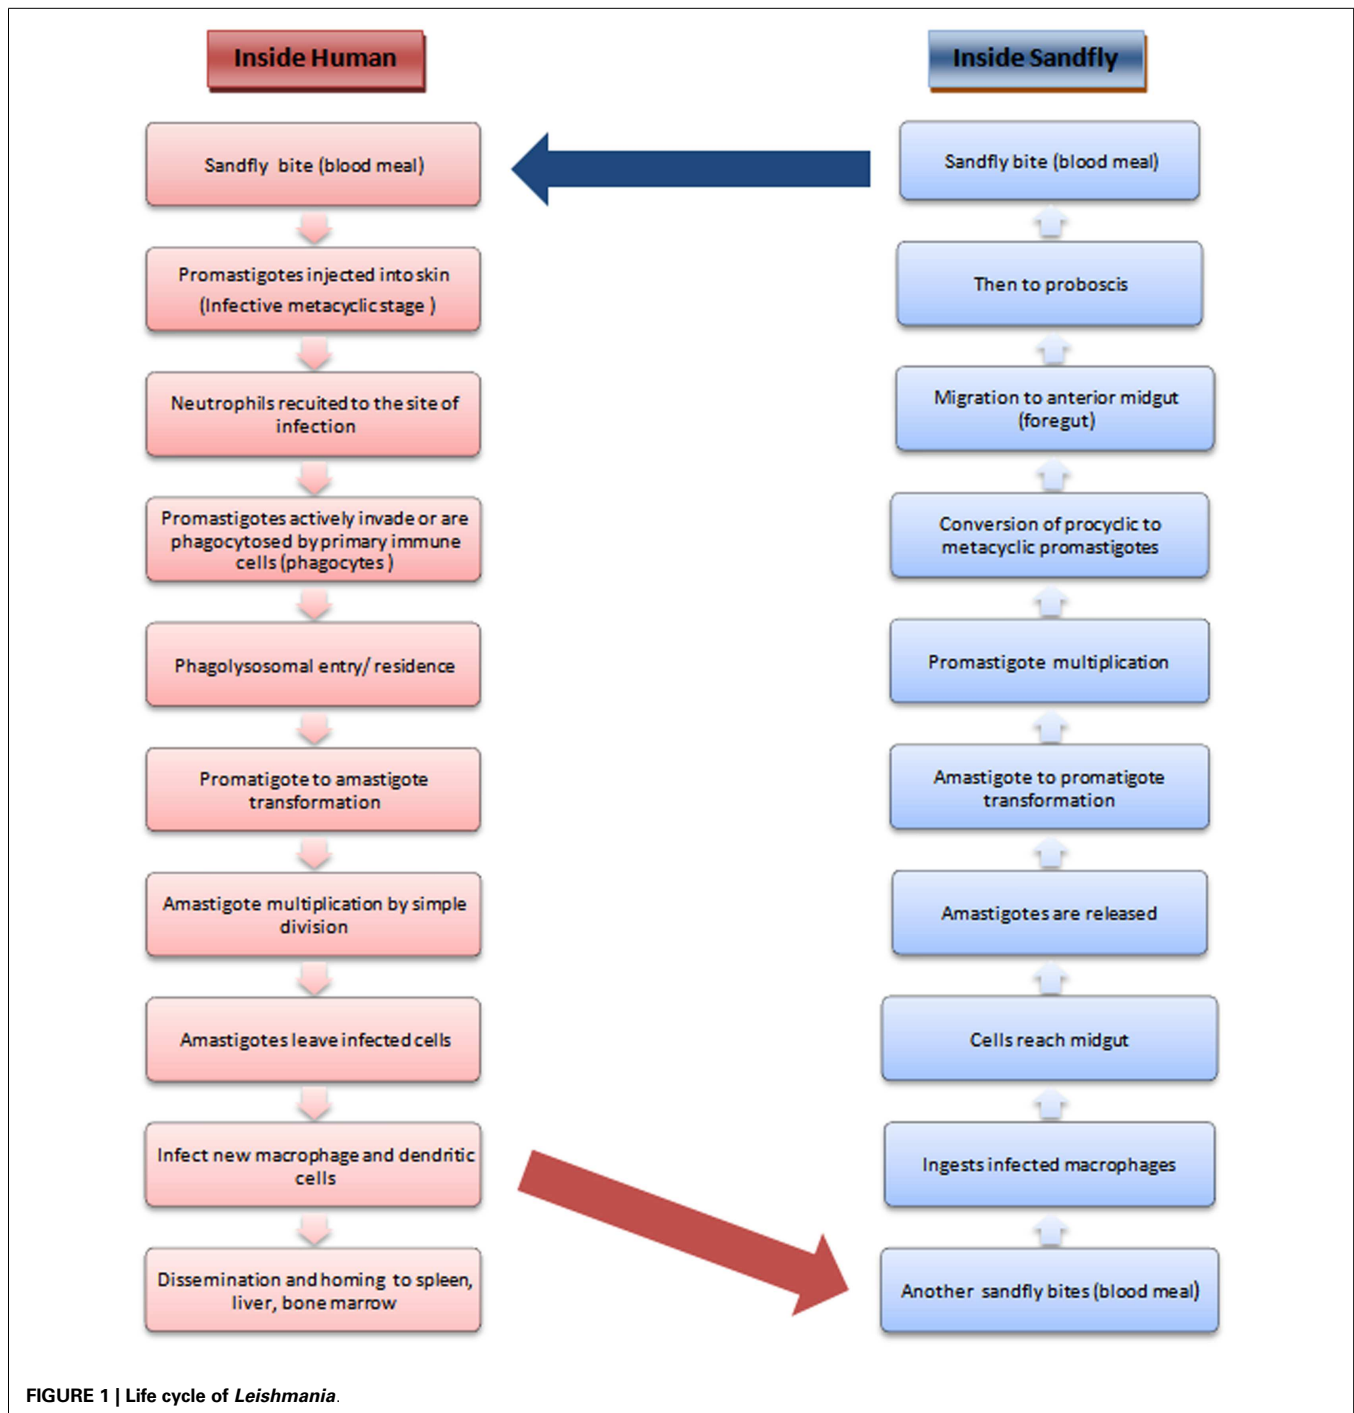 Inside Human
Sandfly bite (blood meal)
Promastigotes injected into skin
(Infective metacyclic stage )
Neutrophils recuited to the site of
infection
Promastigotes actively invade or are
phagocytosed by primary immune
cells (phagocytes )
Phagolysosomal entry/ residence
Promatigote to amastigote
transformation
Amastigote multiplication by simple
division
Amastigotes leave infected cells
Infect new macrophage and dendritic
cells
Dissemination and homing to spleen,
liver, bone marrow
Inside Sandfly
Sandfly bite (blood meal)
Then to proboscis
Migration to anterior midgut
(foregut)
Conversion of procyclic to
metacyclic promastigotes
Promastigote multiplication
Amastigote to promatigote
transformation
Amastigotes are released
Cells reach midgut
Ingests infected macrophages
Another sandfly bites (blood meal)
FIGURE 1 | Life cycle of Leishmania.